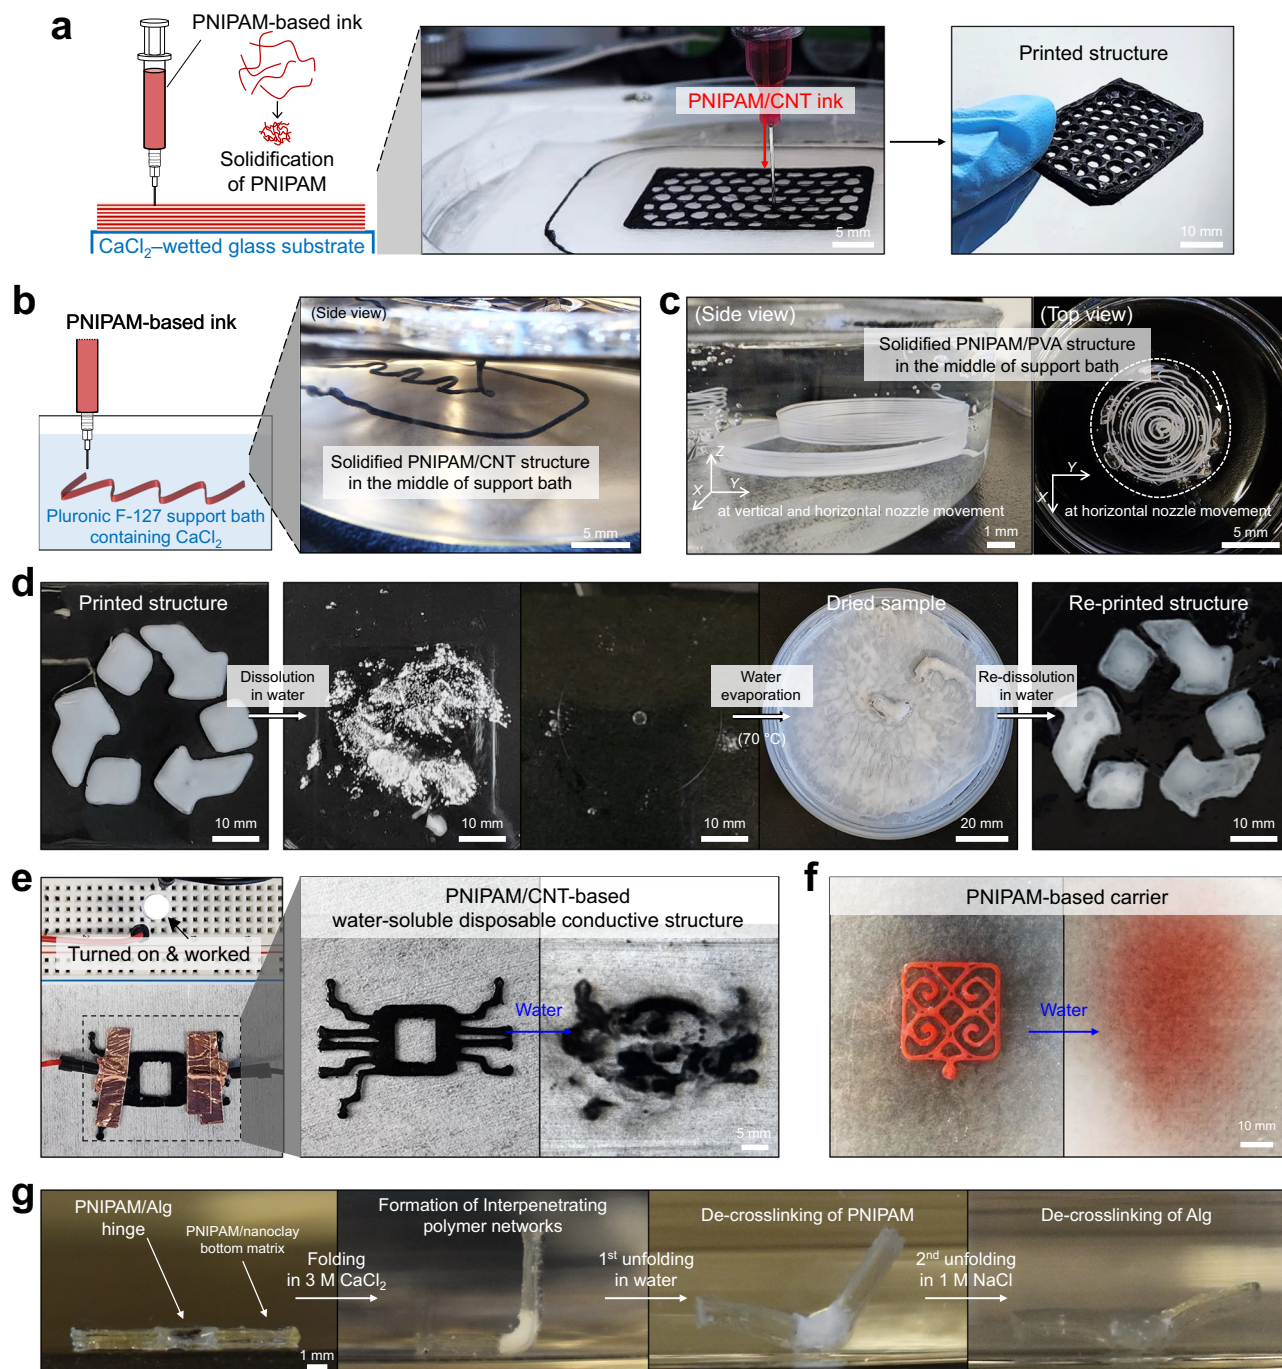 a
PNIPAM-based ink
Solidification
of PNIPAM
CaCl₂–wetted glass substrate
PNIPAM/CNT ink
5 mm
Printed structure
10 mm
b
PNIPAM-based ink
Pluronic F-127 support bath
containing CaCl₂
(Side view)
Solidified PNIPAM/CNT structure
in the middle of support bath
5 mm
c
(Side view)
(Top view)
Solidified PNIPAM/PVA structure
in the middle of support bath
Z
X
Y
at vertical and horizontal nozzle movement
1 mm
Y
X
at horizontal nozzle movement
5 mm
d
Printed structure
10 mm
Dissolution
in water
10 mm
10 mm
Water
evaporation
(70 °C)
Dried sample
20 mm
Re-dissolution
in water
Re-printed structure
10 mm
e
Turned on & worked
PNIPAM/CNT-based
water-soluble disposable conductive structure
Water
5 mm
f
PNIPAM-based carrier
Water
10 mm
g
PNIPAM/Alg
hinge
PNIPAM/nanoclay
bottom matrix
1 mm
Folding
in 3 M CaCl₂
Formation of Interpenetrating
polymer networks
1st unfolding
in water
De-crosslinking of PNIPAM
2nd unfolding
in 1 M NaCl
De-crosslinking of Alg